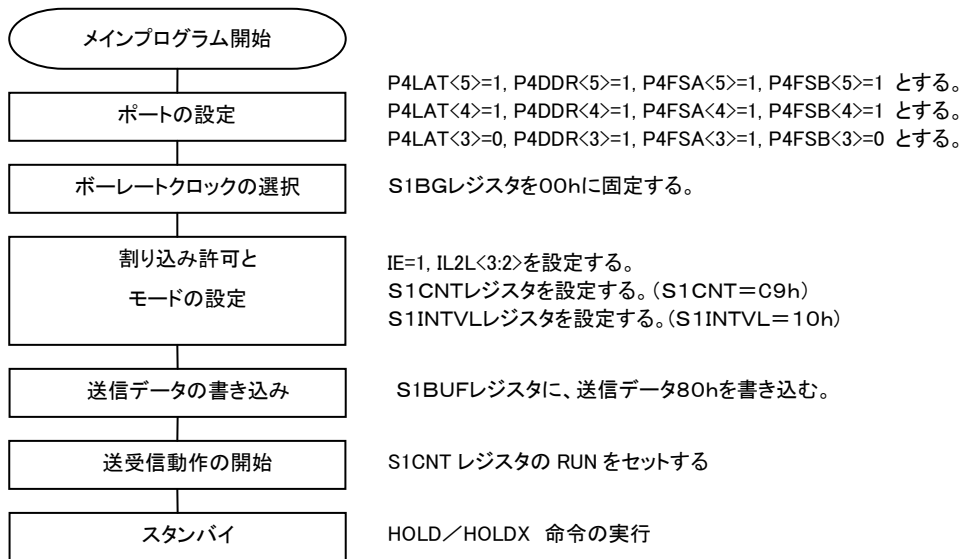 メインプログラム開始
ポートの設定
P4LAT<5>=1, P4DDR<5>=1, P4FSA<5>=1, P4FSB<5>=1 とする。
P4LAT<4>=1, P4DDR<4>=1, P4FSA<4>=1, P4FSB<4>=1 とする。
P4LAT<3>=0, P4DDR<3>=1, P4FSA<3>=1, P4FSB<3>=0 とする。
ボーレートクロックの選択
S1BGレジスタを00hに固定する。
割り込み許可と
モードの設定
IE=1, IL2L<3:2>を設定する。
S1CNTレジスタを設定する。(S1CNT=C9h)
S1INTVLレジスタを設定する。(S1INTVL=10h)
送信データの書き込み
S1BUFレジスタに、送信データ80hを書き込む。
送受信動作の開始
S1CNT レジスタの RUN をセットする
スタンバイ
HOLD/HOLDX 命令の実行